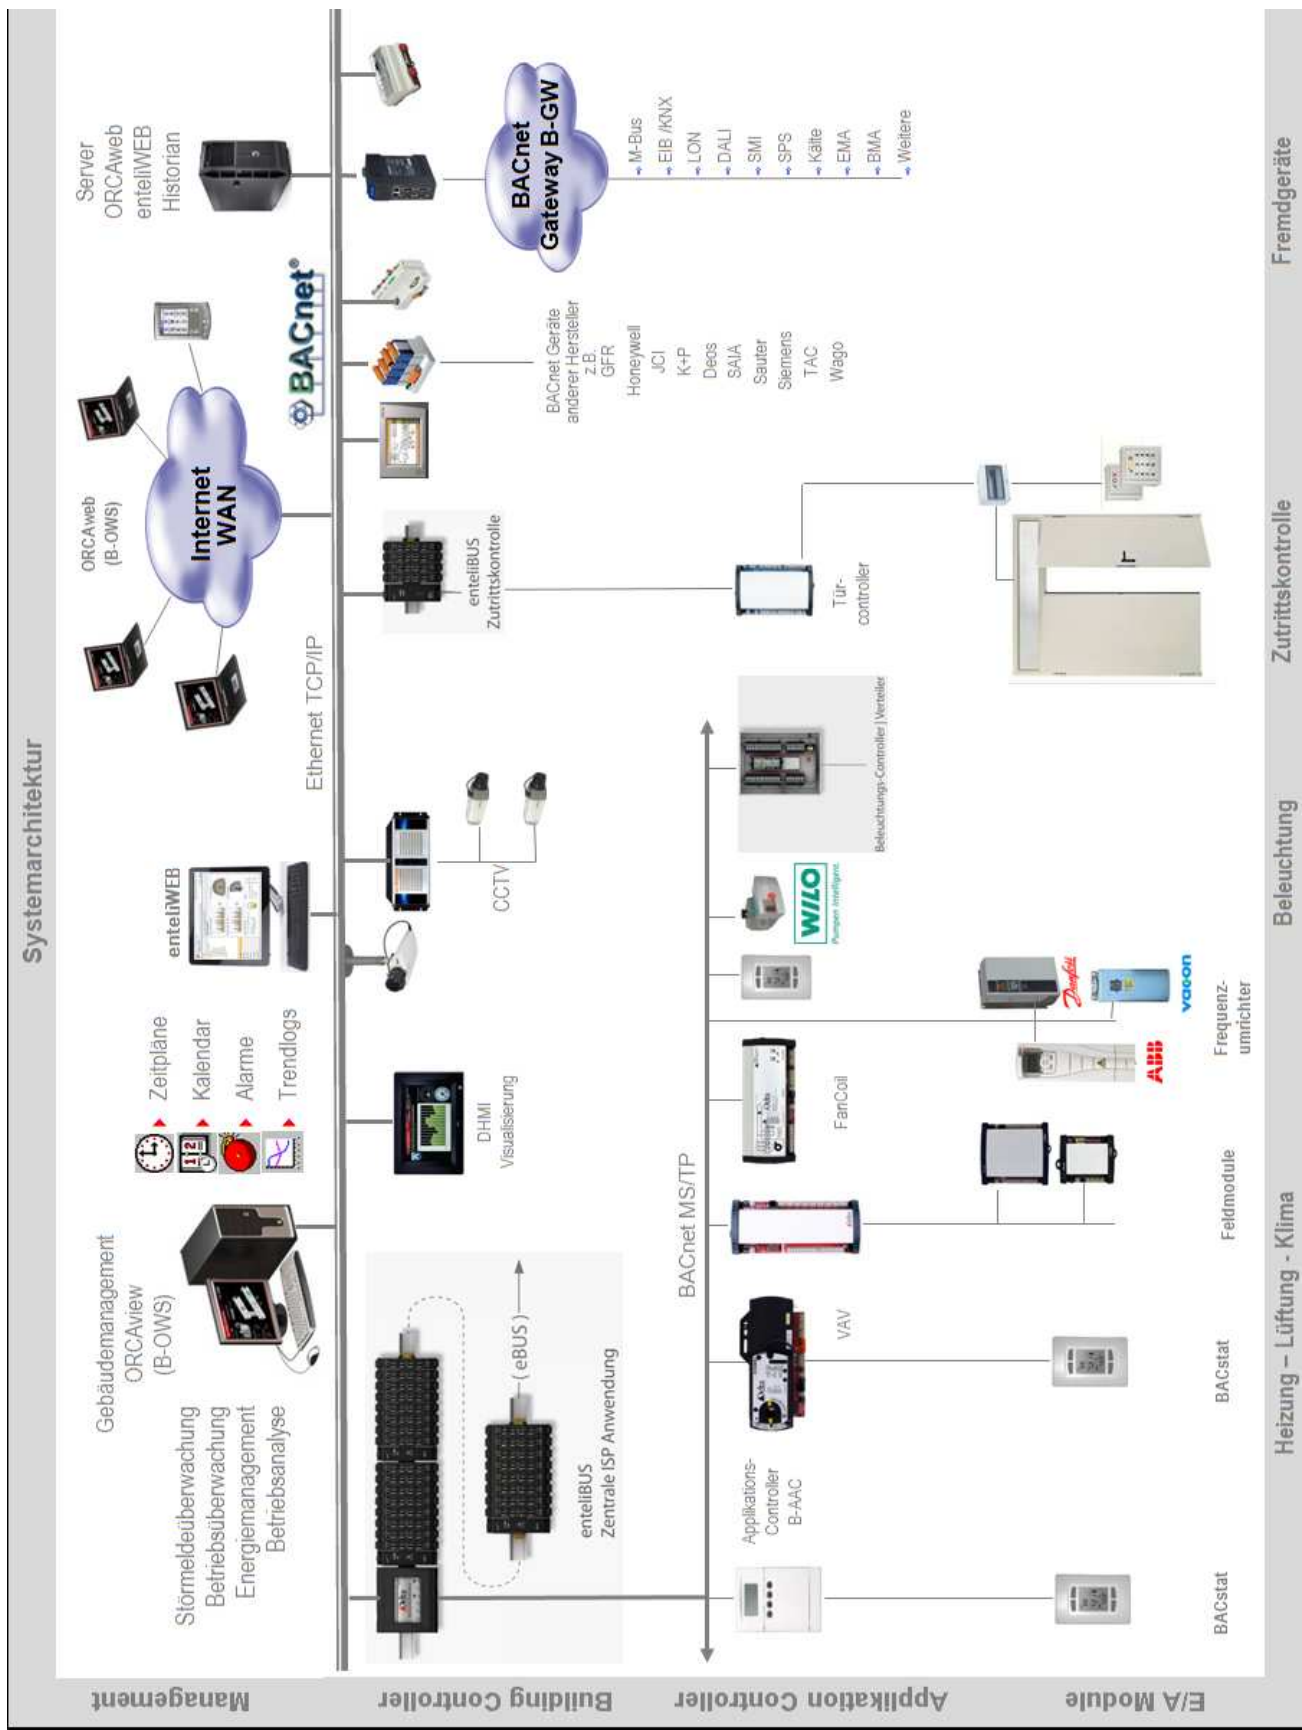 Systemarchitektur
Management
Gebäudemanagement
ORCAview
(B-OWS)
Störmeldeüberwachung
Betriebsüberwachung
Energiemanagement
Betriebsanalyse
Zeitpläne
Kalendar
Alarme
Trendlogs
enteliWEB
ORCAweb
(B-OWS)
Internet
WAN
Server
ORCAweb
enteliWEB
Historian
BACnet®
Ethernet TCP/IP
Building Controller
enteliBUS
Zentrale ISP Anwendung
( eBUS )
DHMI
Visualisierung
CCTV
enteliBUS
Zutrittskontrolle
BACnet Geräte
anderer Hersteller
z.B.
GFR
Honeywell
JCI
K+P
Deos
SAIA
Sauter
Siemens
TAC
Wago
BACnet
Gateway B-GW
M-Bus
EIB /KNX
LON
DALI
SMI
SPS
Kälte
EMA
BMA
Weitere
BACnet MS/TP
Applikation Controller
Applikations-
Controller
B-AAC
VAV
FanCoil
WILO
Pumpen Intelligenz.
Beleuchtungs-Controller | Verteiler
Tür-
controller
E/A Module
BACstat
BACstat
Feldmodule
ABB
Danfoss
vacon
Frequenz-
umrichter
Heizung – Lüftung - Klima
Beleuchtung
Zutrittskontrolle
Fremdgeräte